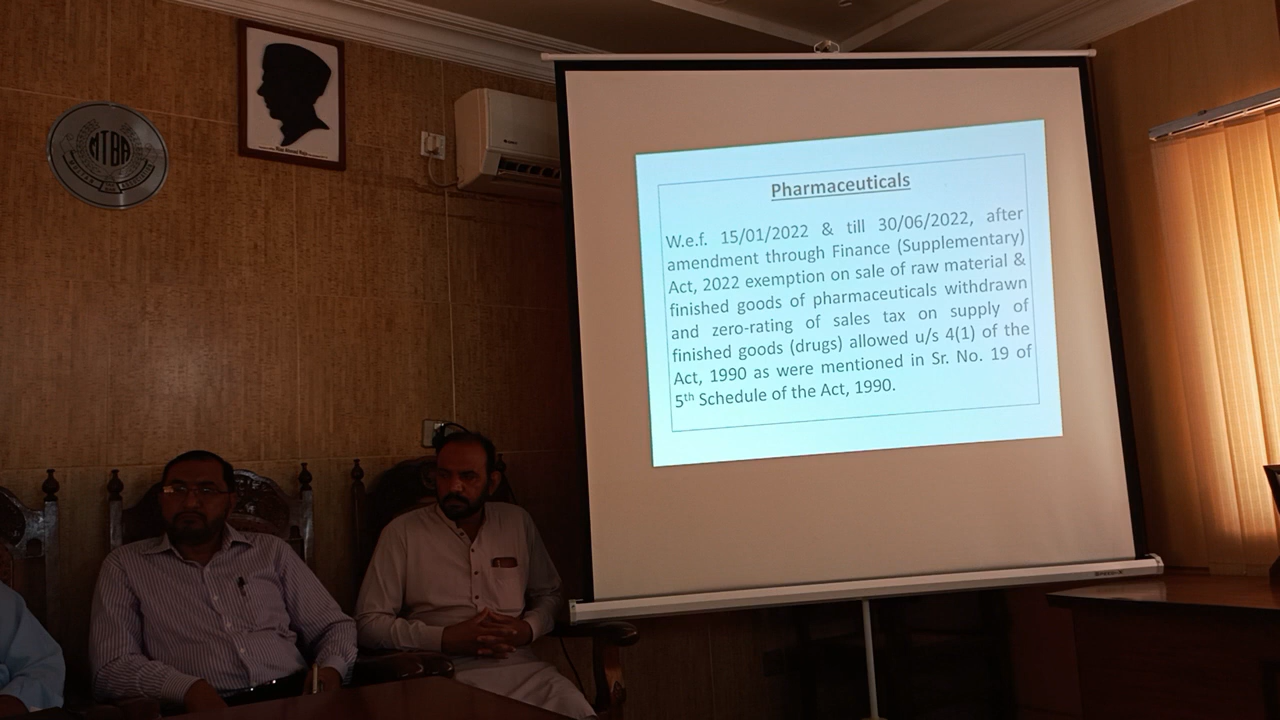 MTBA
Pharmaceuticals
W.e.f. 15/01/2022 & till 30/06/2022, after
amendment through Finance (Supplementary)
Act, 2022 exemption on sale of raw material &
finished goods of pharmaceuticals withdrawn
and zero-rating of sales tax on supply of
finished goods (drugs) allowed u/s 4(1) of the
Act, 1990 as were mentioned in Sr. No. 19 of
5th Schedule of the Act, 1990.